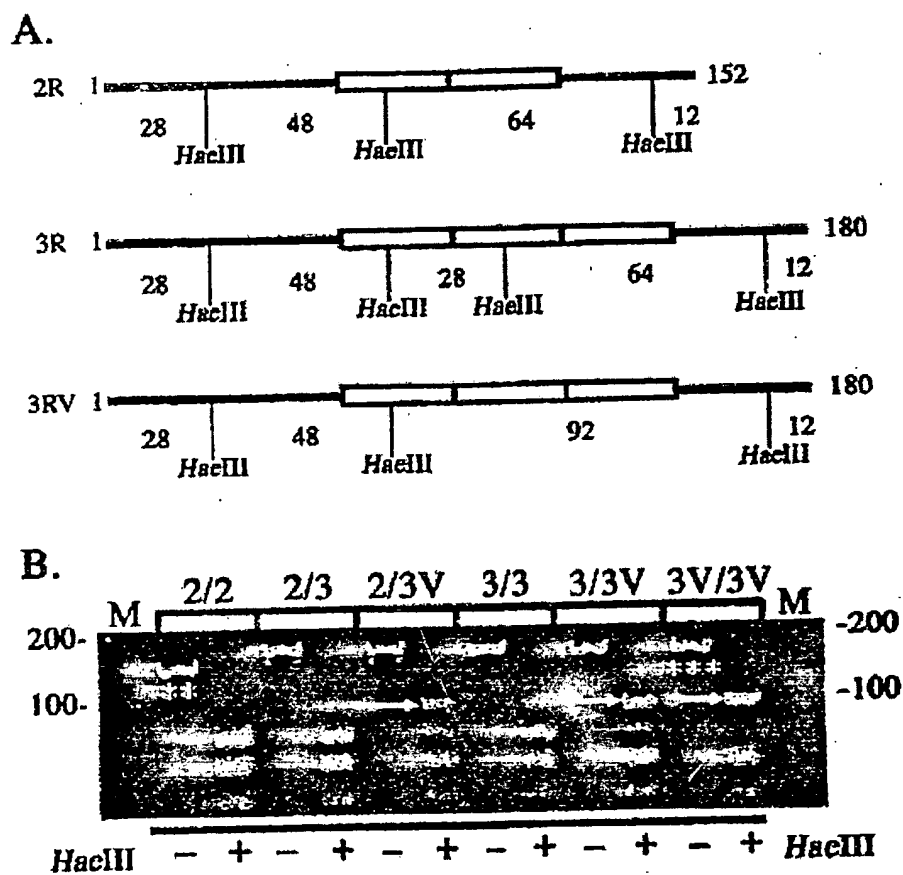 A.
2R 1 152
28 48 64 12
HaeIII HaeIII HaeIII
3R 1 180
28 48 28 64 12
HaeIII HaeIII HaeIII HaeIII
3RV 1 180
28 48 92 12
HaeIII HaeIII HaeIII
B.
2/2 2/3 2/3V 3/3 3/3V 3V/3V
M M
200- -200
100- -100
HaeIII - + - + - + - + - + - + HaeIII